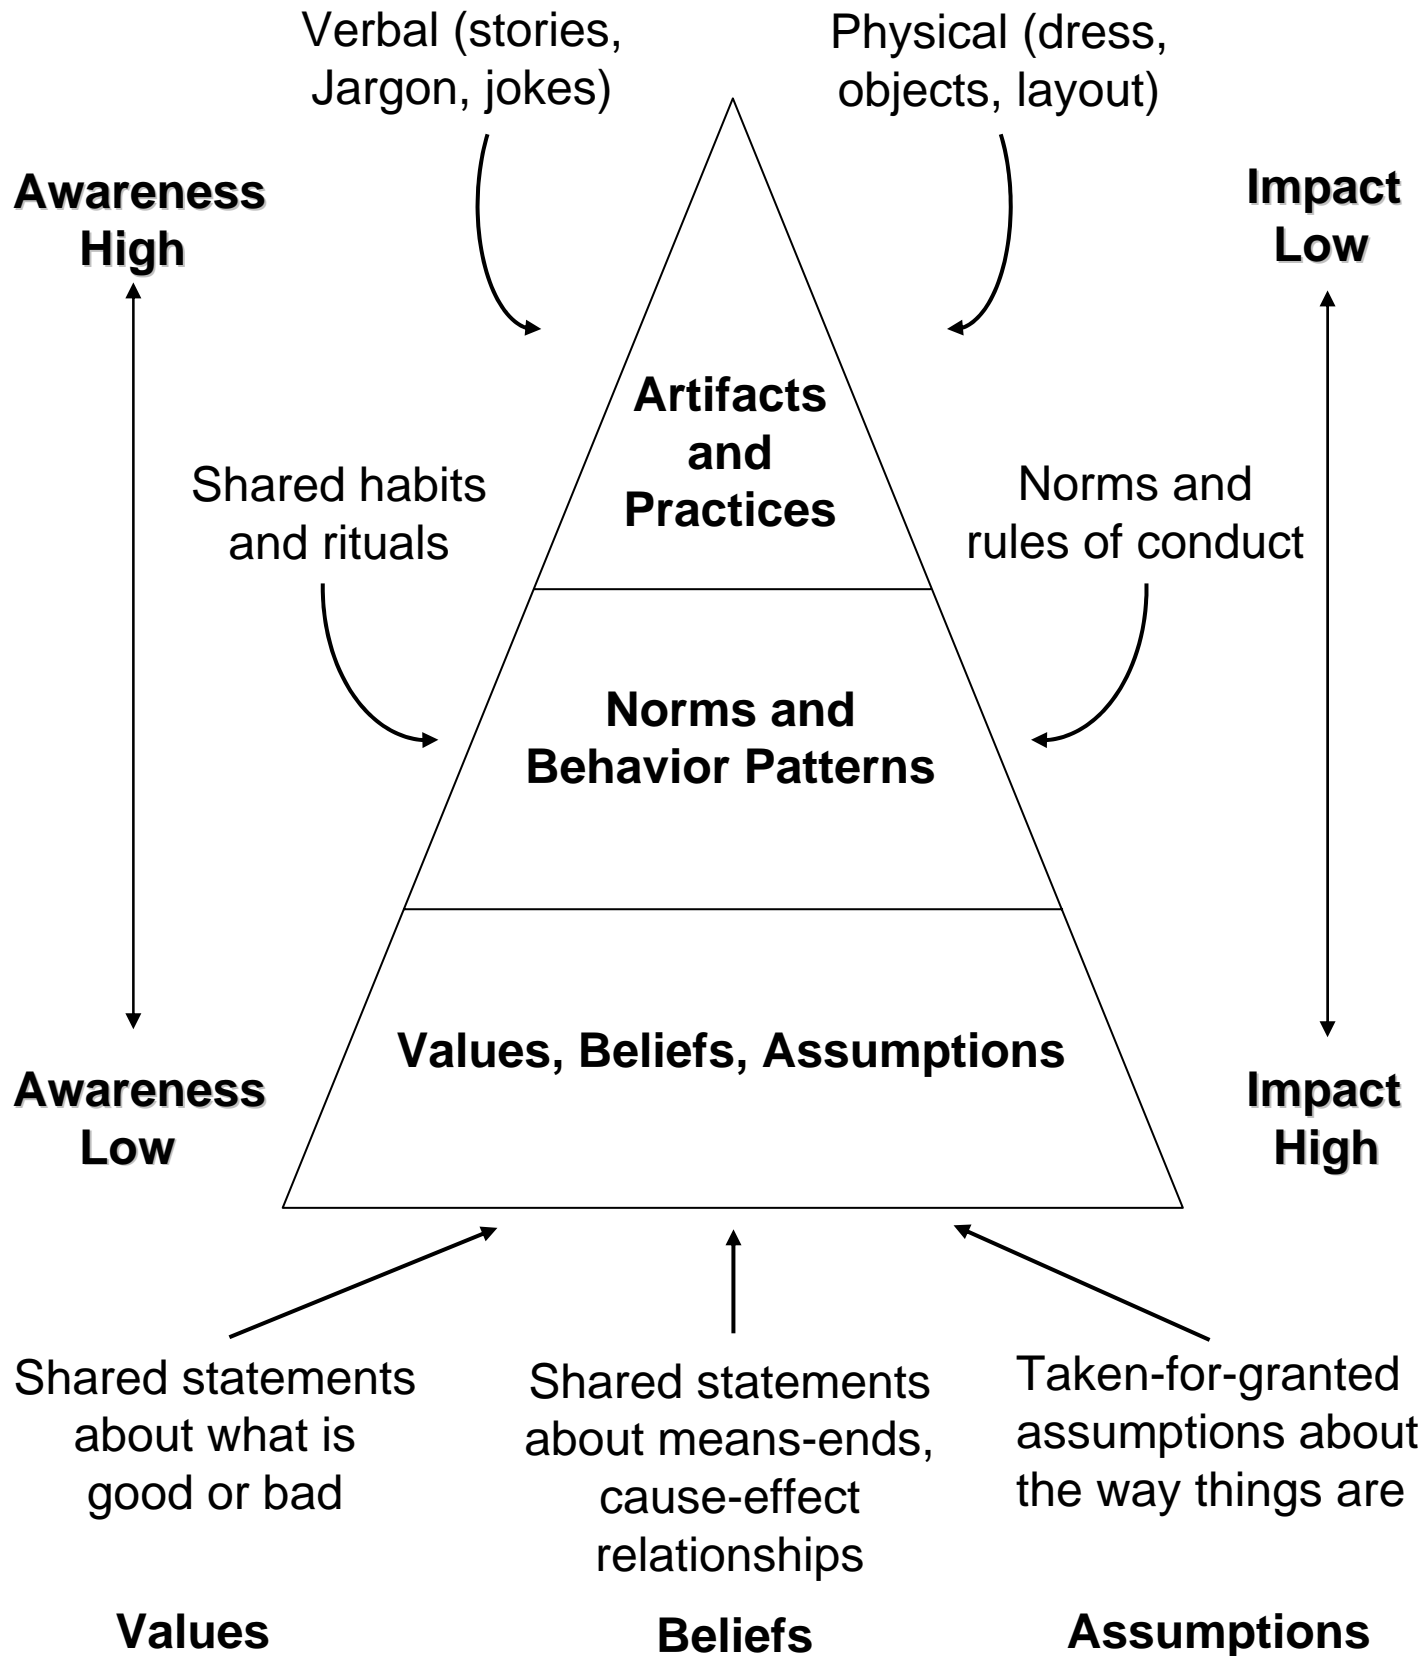 Verbal (stories,
Jargon, jokes)
Physical (dress,
objects, layout)
Awareness
High
Impact
Low
Artifacts
and
Practices
Shared habits
and rituals
Norms and
rules of conduct
Norms and
Behavior Patterns
Values, Beliefs, Assumptions
Awareness
Low
Impact
High
Shared statements
about what is
good or bad
Shared statements
about means-ends,
cause-effect
relationships
Taken-for-granted
assumptions about
the way things are
Values
Beliefs
Assumptions